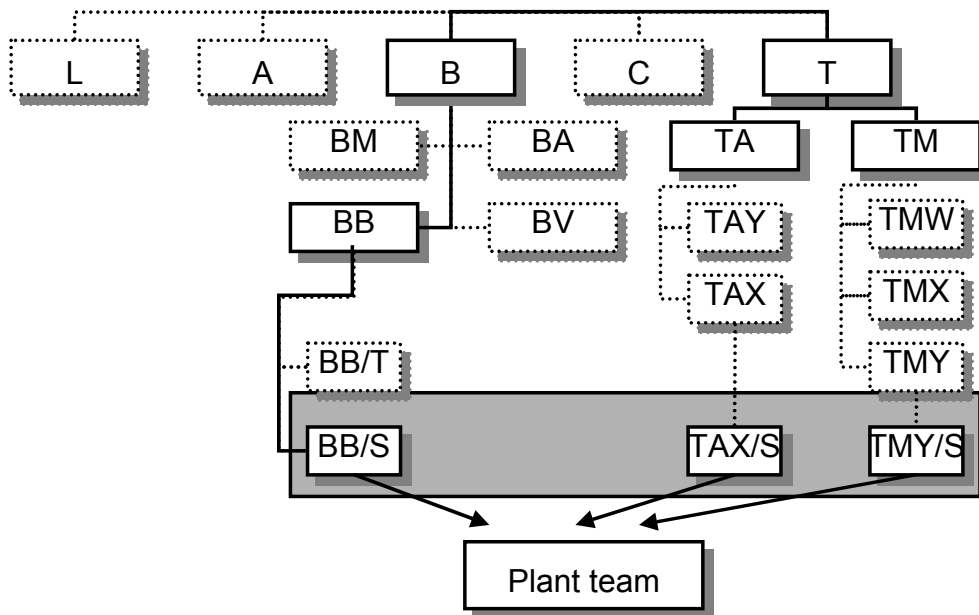 L
A
B
C
T
BM
BA
TA
TM
BB
BV
TAY
TMW
TAX
TMX
BB/T
TMY
BB/S
TAX/S
TMY/S
Plant team